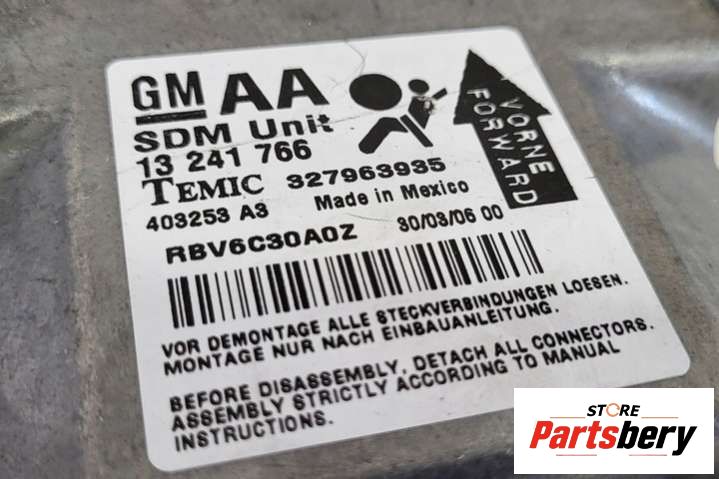 GM AA
SDM Unit
13 241 766
TEMIC 327963935
403253 A3 Made in Mexico
RBV6C30A0Z 30/03/06 00
VORNE
FORWARD
VOR DEMONTAGE ALLE STECKVERBINDUNGEN LOESEN.
MONTAGE NUR NACH EINBAUANLEITUNG.
BEFORE DISASSEMBLY, DETACH ALL CONNECTORS.
ASSEMBLY STRICTLY ACCORDING TO MANUAL
INSTRUCTIONS.
STORE
Partsbery